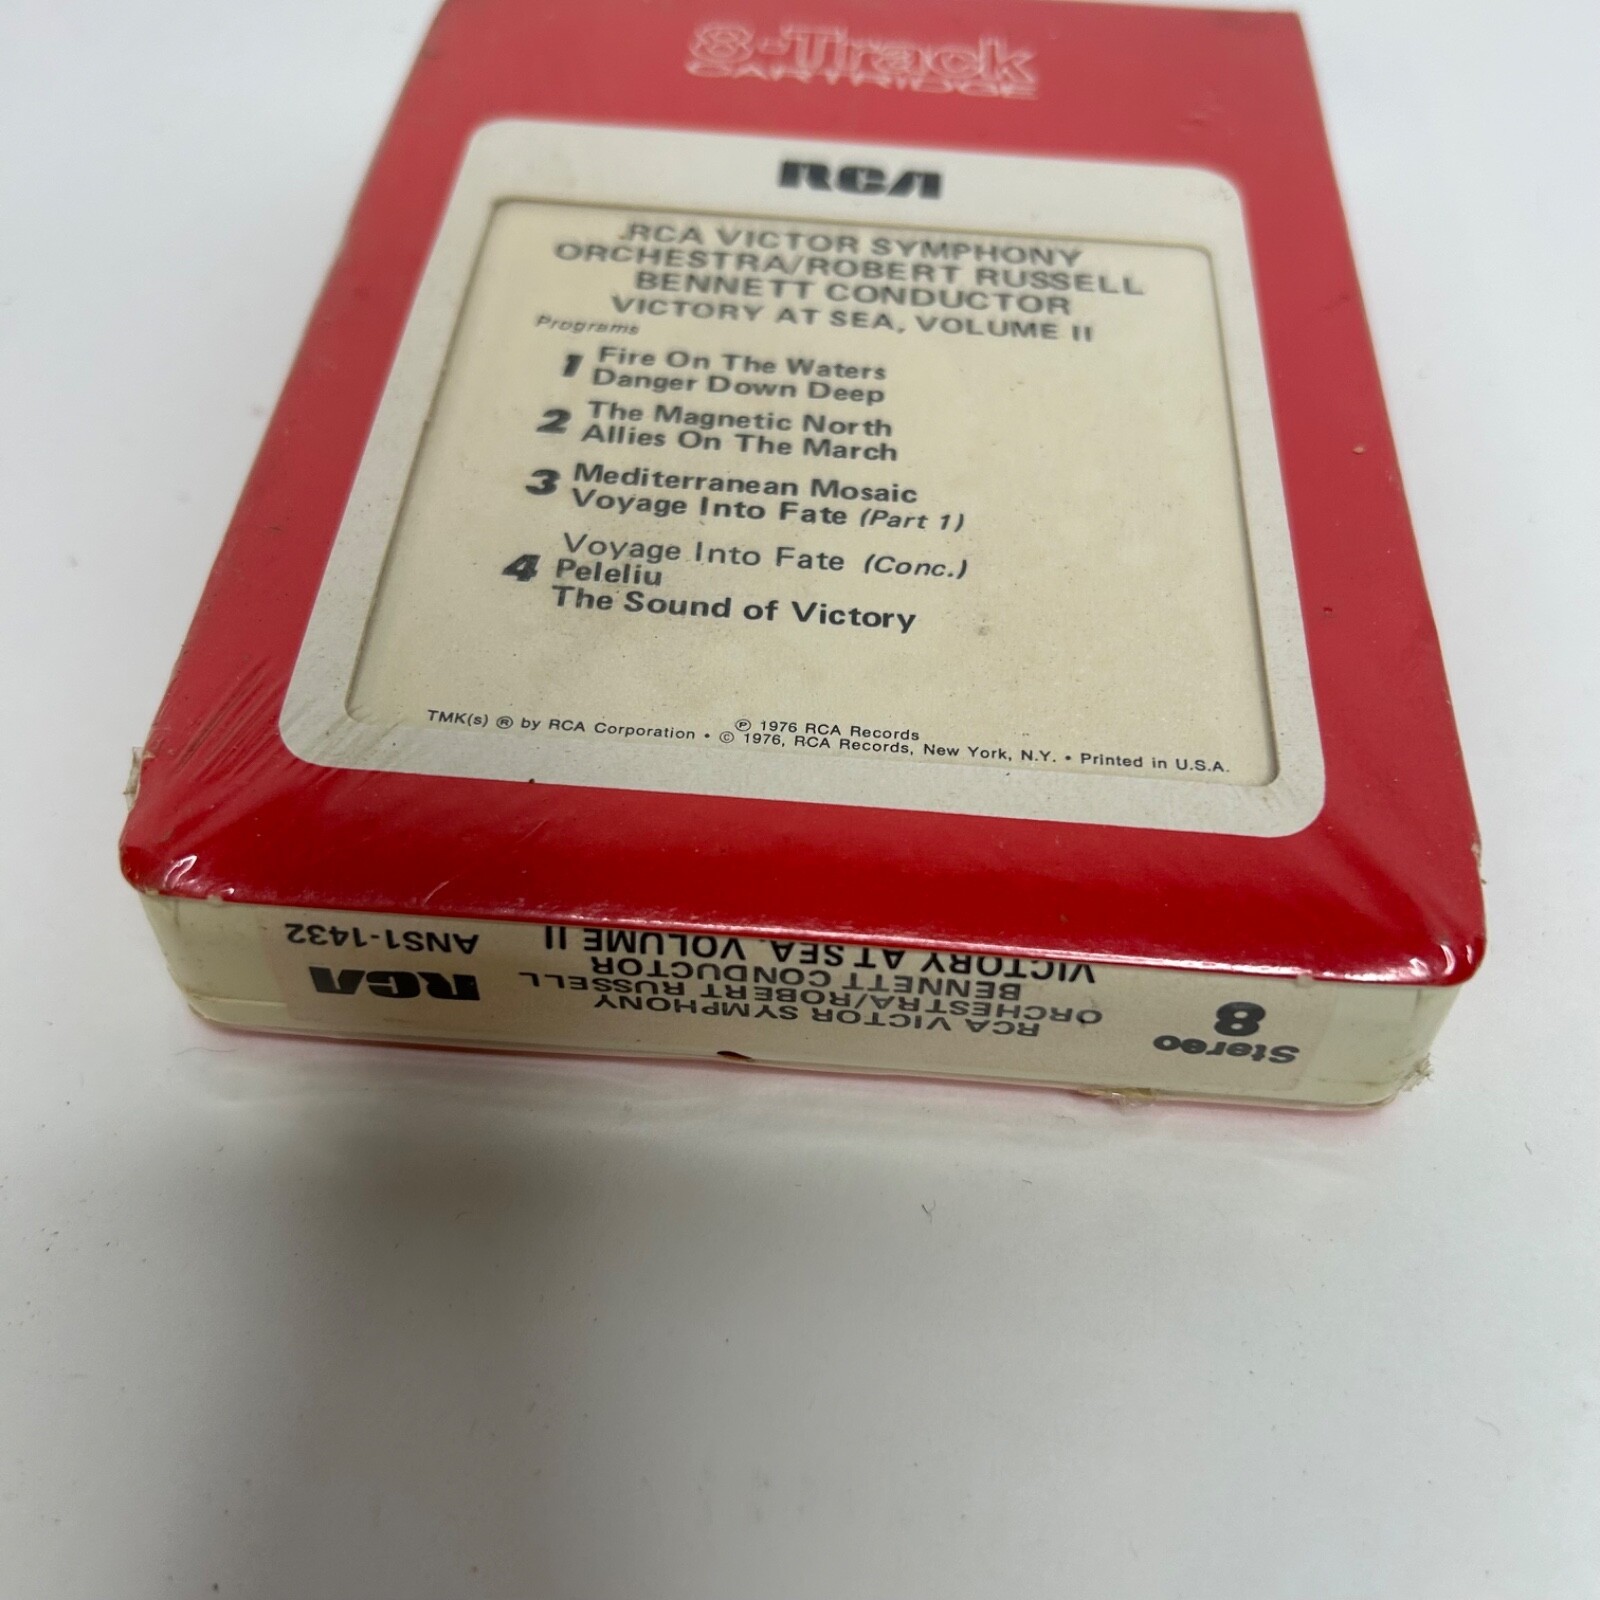 8-Track
CARTRIDGE
RCA
RCA VICTOR SYMPHONY
ORCHESTRA/ROBERT RUSSELL
BENNETT CONDUCTOR
VICTORY AT SEA, VOLUME II
Programs
1 Fire On The Waters
Danger Down Deep
2 The Magnetic North
Allies On The March
3 Mediterranean Mosaic
Voyage Into Fate (Part 1)
Voyage Into Fate (Conc.)
4 Peleliu
The Sound of Victory
℗ 1976 RCA Records
TMK(s) ® by RCA Corporation • © 1976, RCA Records, New York, N.Y. • Printed in U.S.A.
Stereo
8
RCA VICTOR SYMPHONY
ORCHESTRA/ROBERT RUSSELL
BENNETT CONDUCTOR
VICTORY AT SEA, VOLUME II
RCA
ANS1-1432